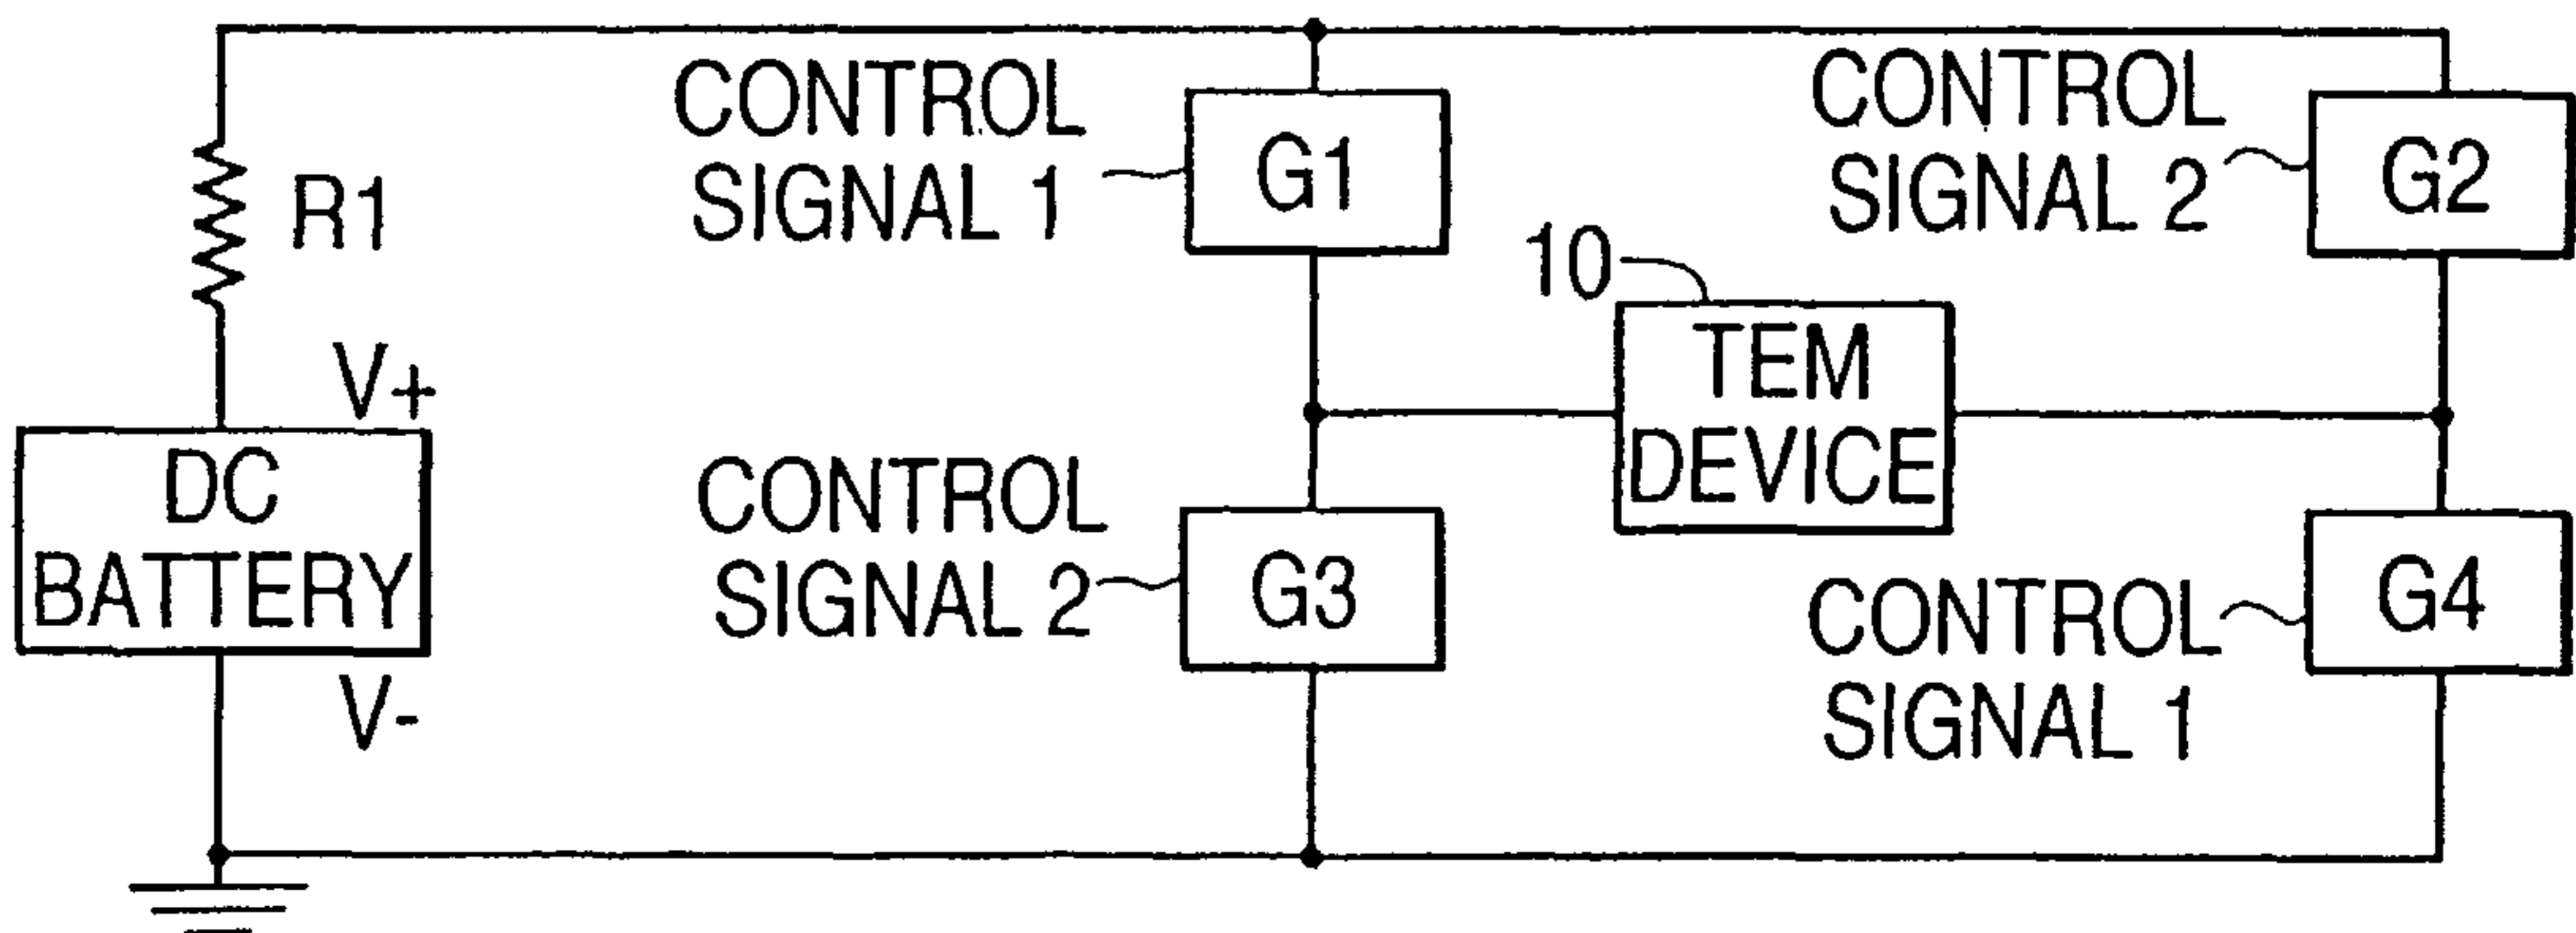 CONTROL
SIGNAL 1
G1
CONTROL
SIGNAL 2
G2
R1
10
TEM
DEVICE
V+
DC
BATTERY
V-
CONTROL
SIGNAL 2
G3
CONTROL
SIGNAL 1
G4